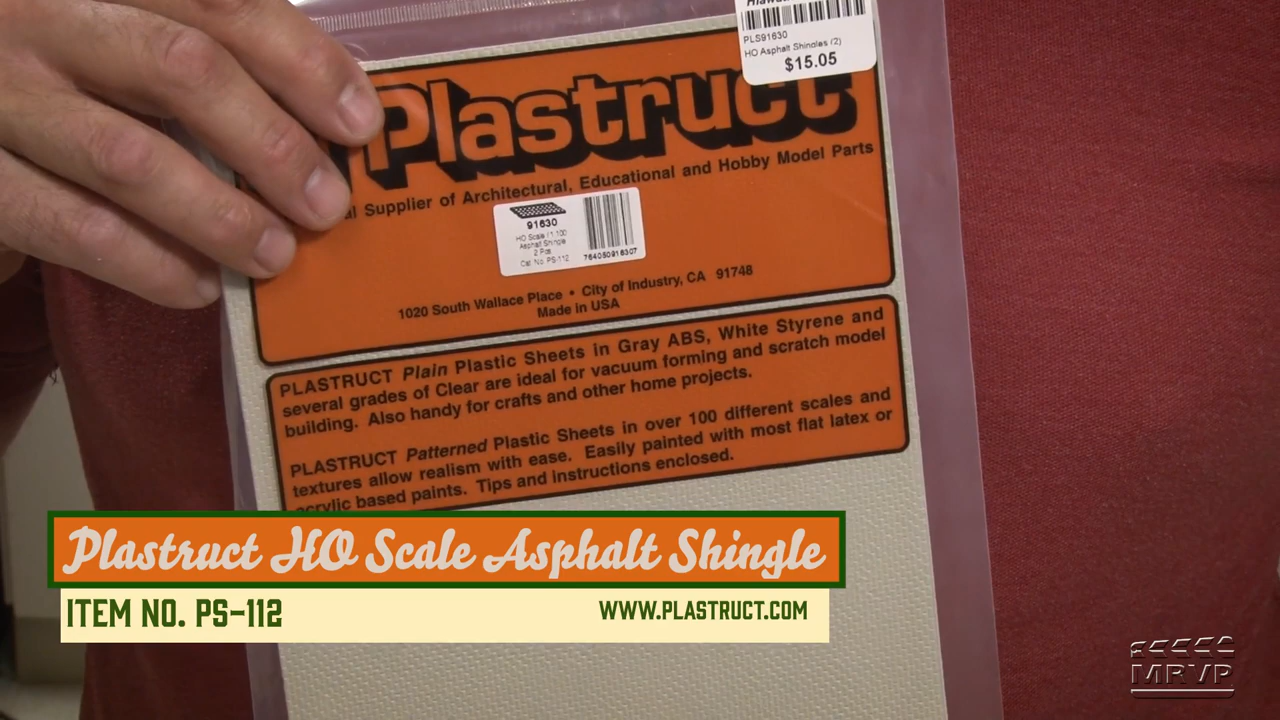 PLS91630
HO Asphalt Shingles (2)
$15.05
Plastruct
Supplier of Architectural, Educational and Hobby Model Parts
91630
HO Scale / 1:100
Asphalt Shingle
2 Pcs
Cat. No. PS-112
764050916307
1020 South Wallace Place • City of Industry, CA 91748
Made in USA
PLASTRUCT Plain Plastic Sheets in Gray ABS, White Styrene and
several grades of Clear are ideal for vacuum forming and scratch model
building. Also handy for crafts and other home projects.
PLASTRUCT Patterned Plastic Sheets in over 100 different scales and
textures allow realism with ease. Easily painted with most flat latex or
acrylic based paints. Tips and instructions enclosed.
Plastruct HO Scale Asphalt Shingle
ITEM NO. PS-112
WWW.PLASTRUCT.COM
MRVP